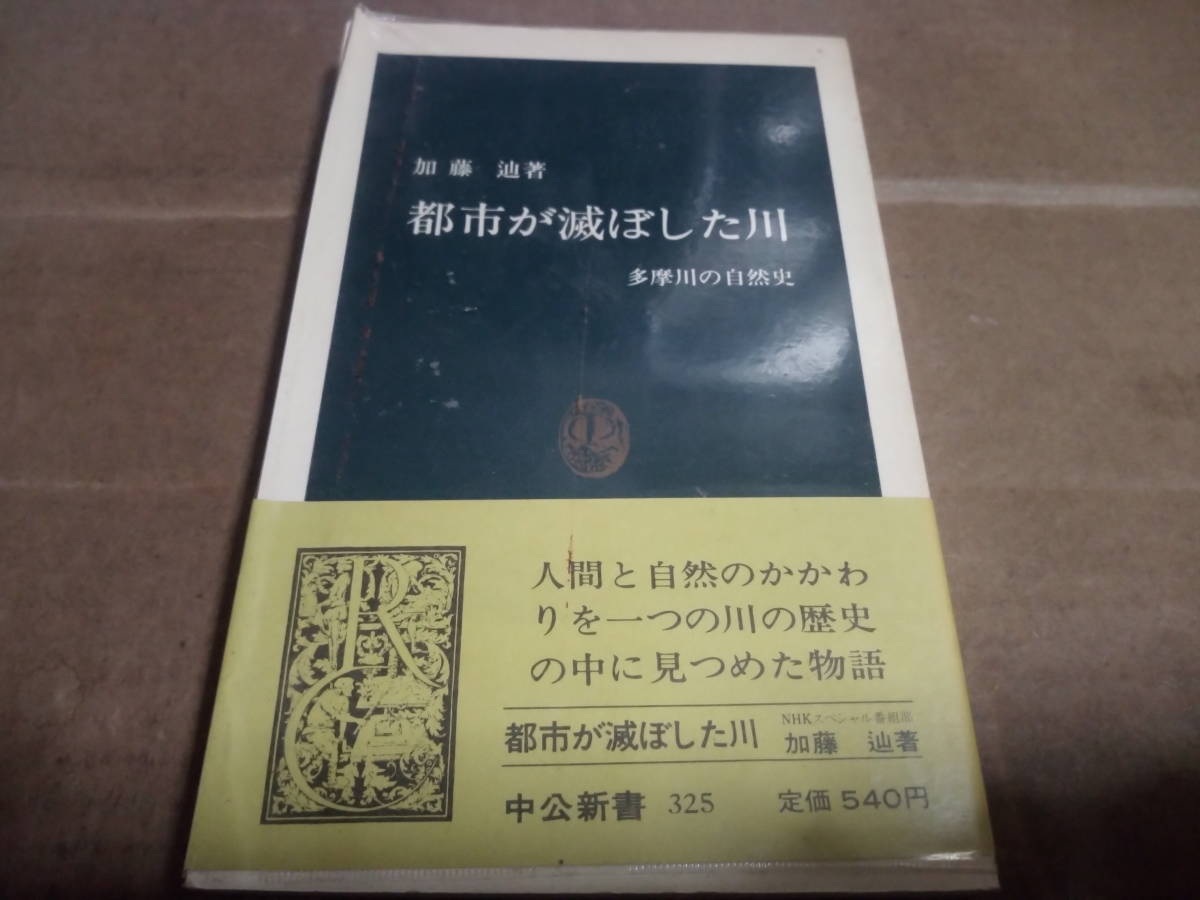 加藤 辿著
都市が滅ぼした川
多摩川の自然史
人間と自然のかかわ
りを一つの川の歴史
の中に見つめた物語
都市が滅ぼした川
NHKスペシャル番組部
加藤 辿著
中公新書 325 定価 540円